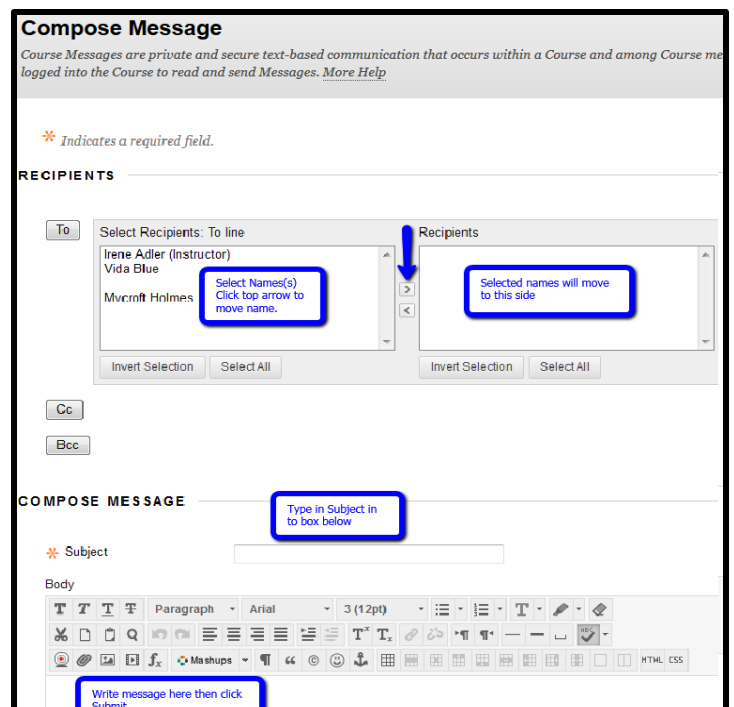 Compose Message
Course Messages are private and secure text-based communication that occurs within a Course and among Course me
logged into the Course to read and send Messages. More Help
Indicates a required field.
RECIPIENTS
To
Select Recipients: To line
Recipients
Irene Adler (Instructor)
Vida Blue
Mycroft Holmes
Select Names(s)
Click top arrow to
move name.
>
<
Selected names will move
to this side
Invert Selection
Select All
Invert Selection
Select All
Cc
Bcc
COMPOSE MESSAGE
Type in Subject in
to box below
Subject
Body
T T T T Paragraph Arial 3 (12pt) T
Tx Tx ABC
fx Mashups HTML CSS
Write message here then click
Submit